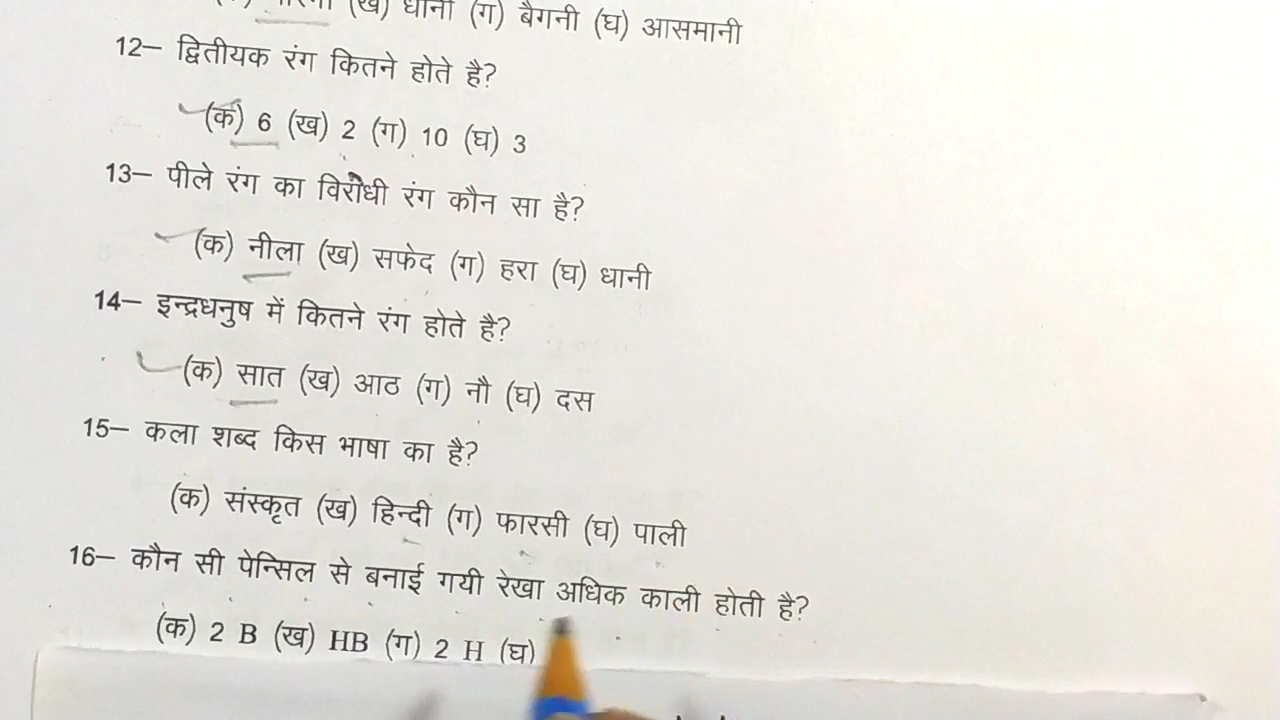 (ख) धानी (ग) बैगनी (घ) आसमानी
12– द्वितीयक रंग कितने होते है?
(क) 6 (ख) 2 (ग) 10 (घ) 3
13– पीले रंग का विरोधी रंग कौन सा है?
(क) नीला (ख) सफेद (ग) हरा (घ) धानी
14– इन्द्रधनुष में कितने रंग होते है?
(क) सात (ख) आठ (ग) नौ (घ) दस
15– कला शब्द किस भाषा का है?
(क) संस्कृत (ख) हिन्दी (ग) फारसी (घ) पाली
16– कौन सी पेन्सिल से बनाई गयी रेखा अधिक काली होती है?
(क) 2 B (ख) HB (ग) 2 H (घ)